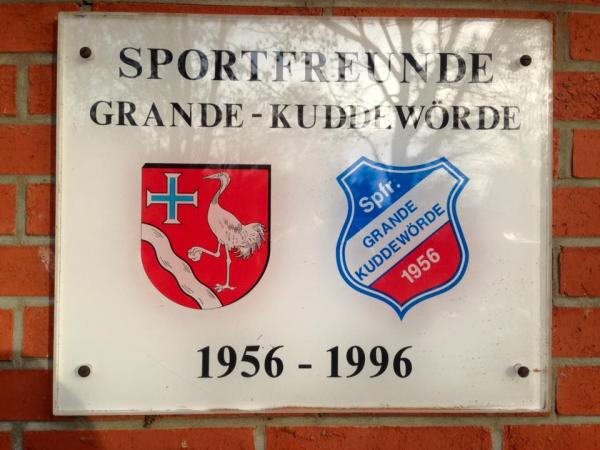 SPORTFREUNDE
GRANDE - KUDDEWÖRDE
Spfr.
GRANDE
KUDDEWÖRDE
1956
1956 - 1996